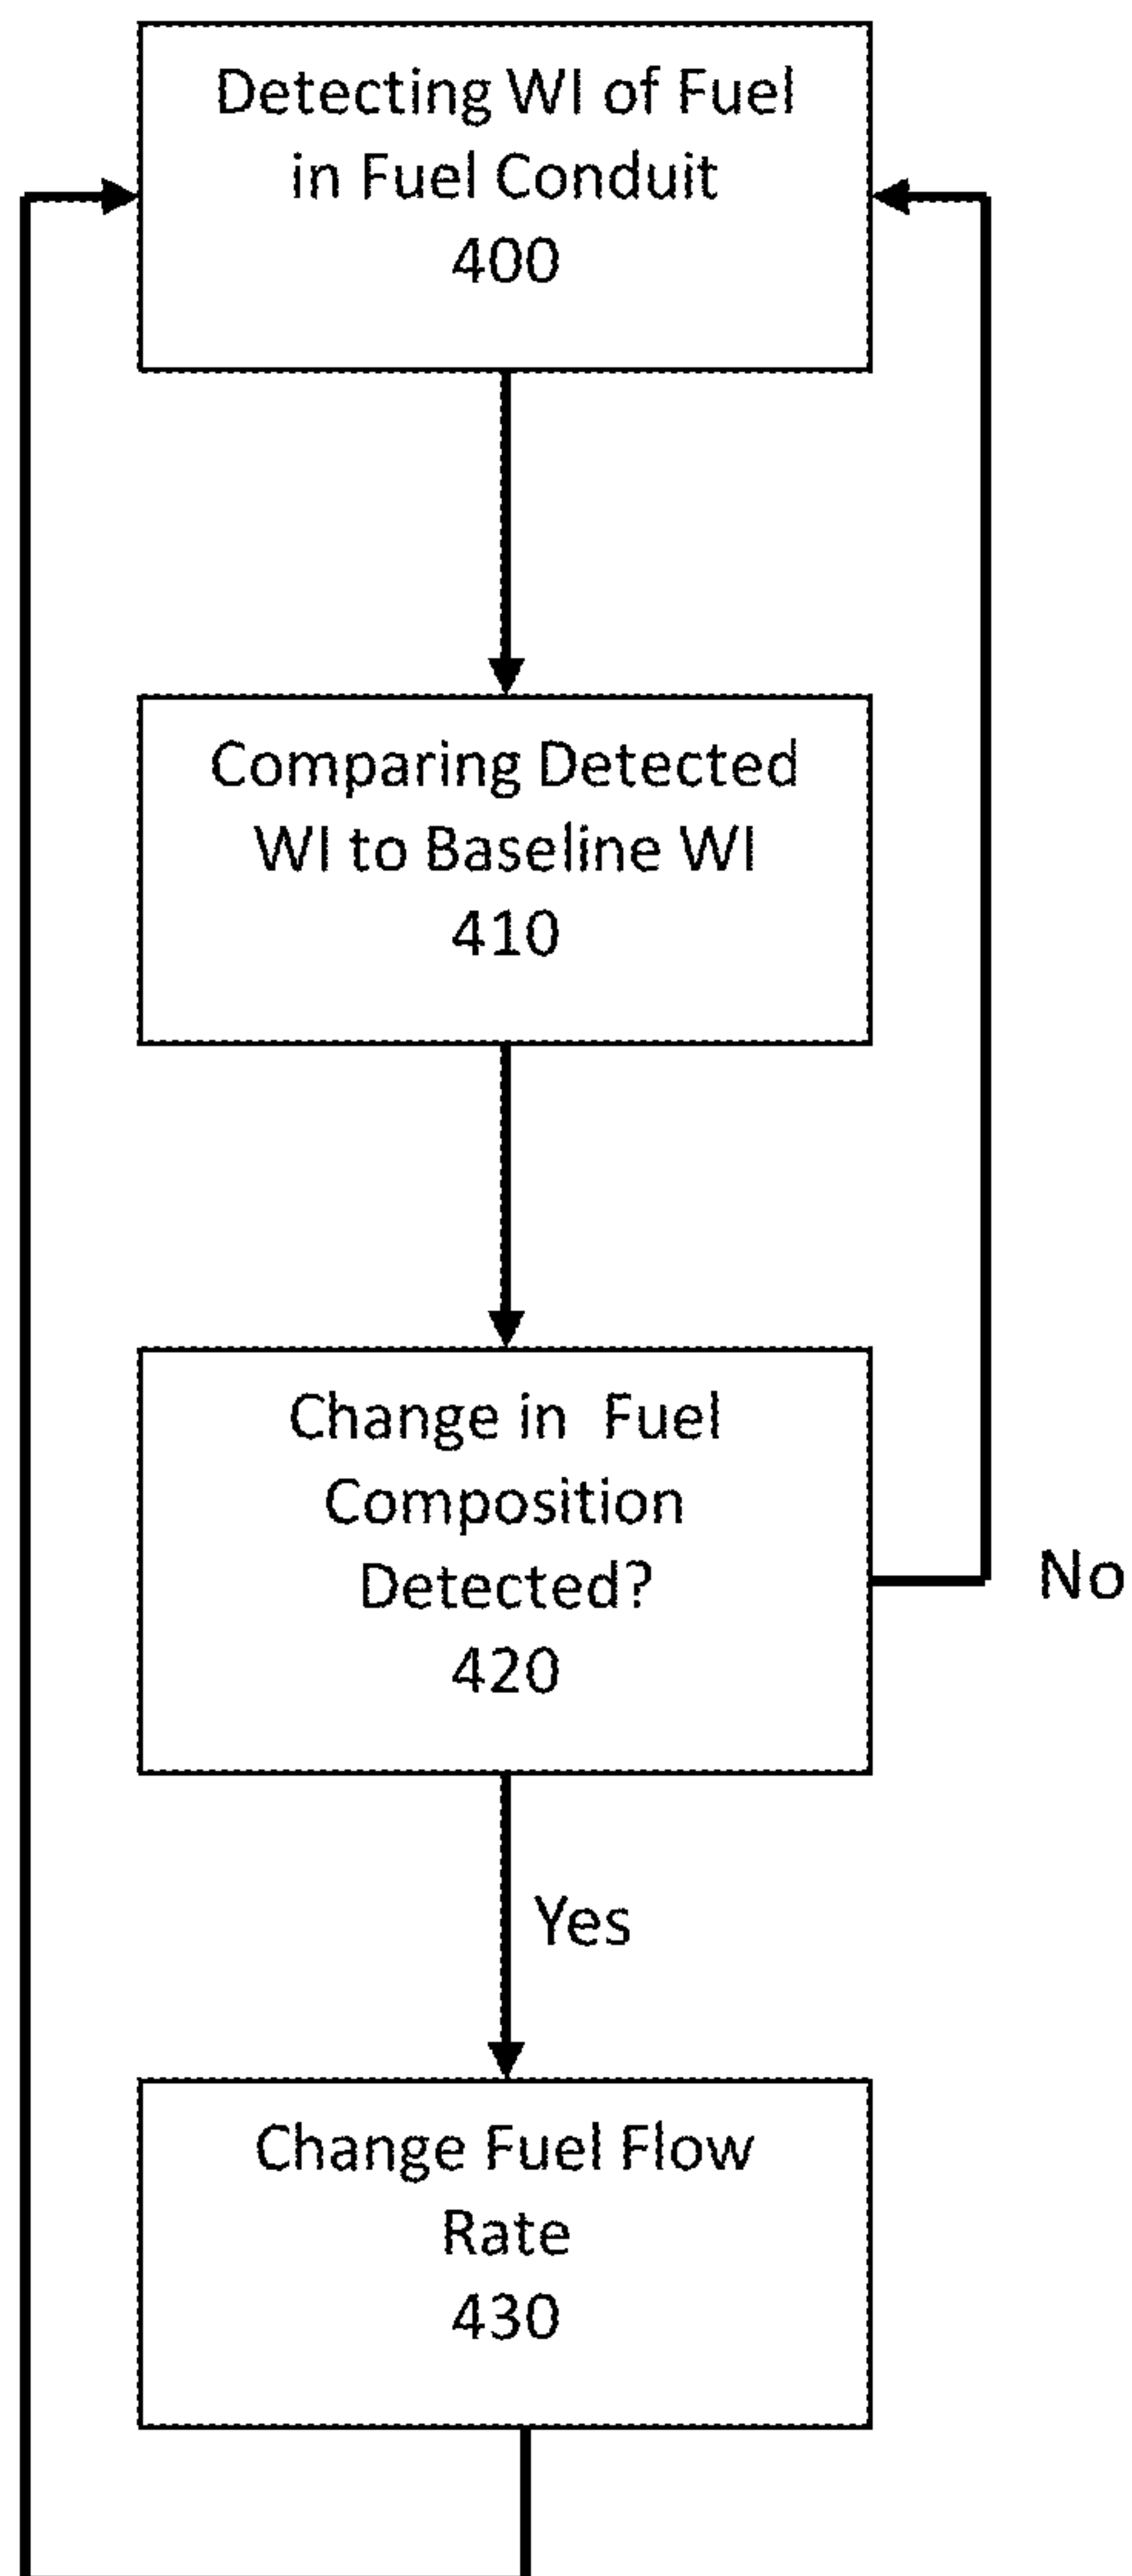 Detecting WI of Fuel
in Fuel Conduit
400
Comparing Detected
WI to Baseline WI
410
Change in  Fuel
Composition
Detected?
420
No
Yes
Change Fuel Flow
Rate
430